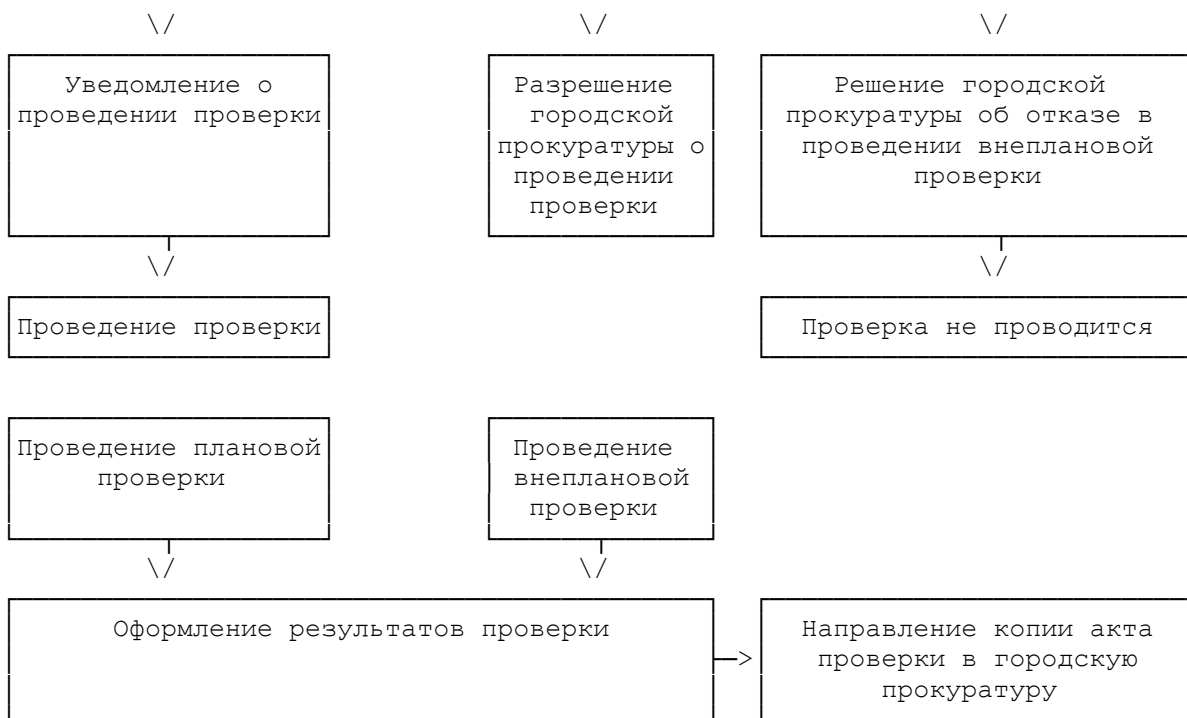 Уведомление о
проведении проверки
Разрешение
городской
прокуратуры о
проведении
проверки
Решение городской
прокуратуры об отказе в
проведении внеплановой
проверки
Проведение проверки
Проверка не проводится
Проведение плановой
проверки
Проведение
внеплановой
проверки
Оформление результатов проверки
Направление копии акта
проверки в городскую
прокуратуру